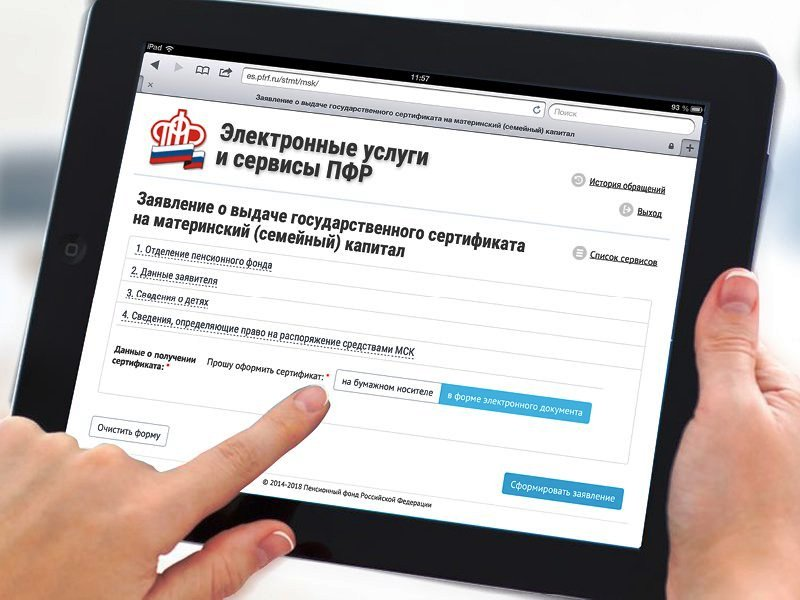 iPad
11:57
93 %
es.pfrf.ru/stmt/msk/
Поиск
Заявление о выдаче государственного сертификата на материнский (семейный) капитал
ПФР
Электронные услуги
и сервисы ПФР
История обращений
Выход
Заявление о выдаче государственного сертификата
на материнский (семейный) капитал
Список сервисов
1. Отделение пенсионного фонда
2. Данные заявителя
3. Сведения о детях
4. Сведения, определяющие право на распоряжение средствами МСК
Данные о получении
сертификата: *
Прошу оформить сертификат: *
на бумажном носителе
в форме электронного документа
Очистить форму
Сформировать заявление
© 2014-2018 Пенсионный фонд Российской Федерации